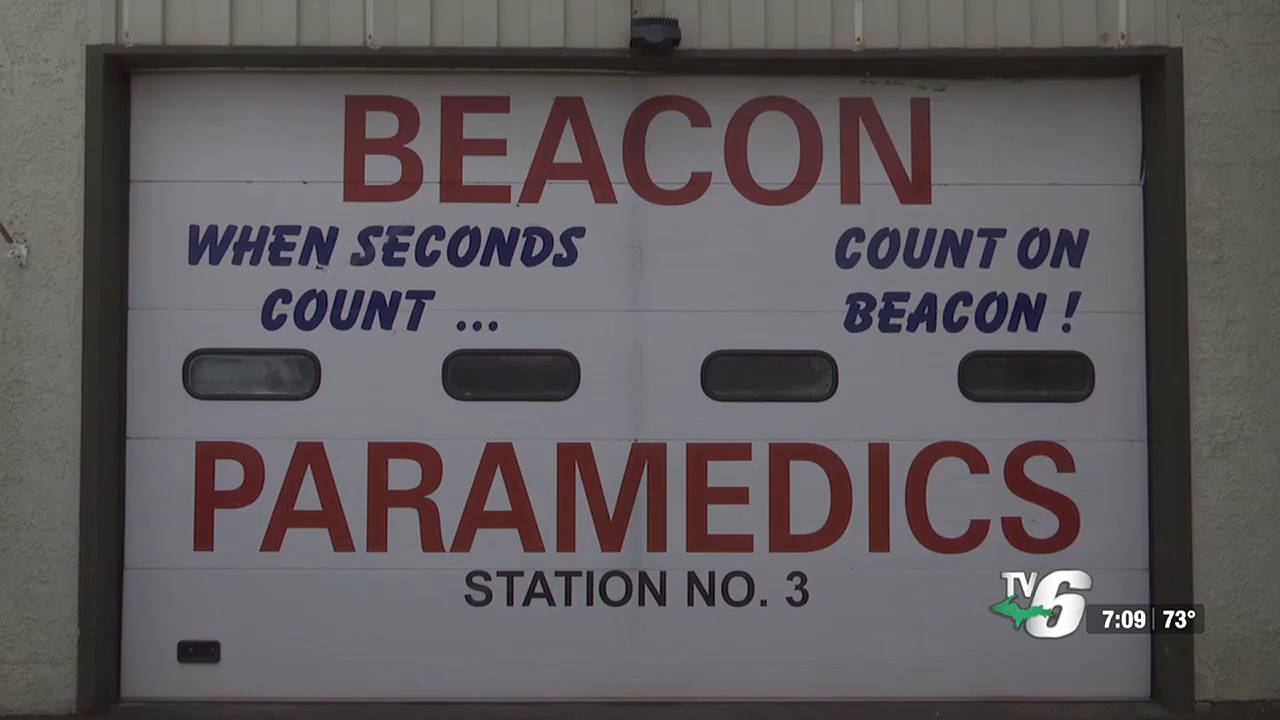 BEACON
WHEN SECONDS
COUNT ...
COUNT ON
BEACON !
PARAMEDICS
STATION NO. 3
TV6
7:09 73°